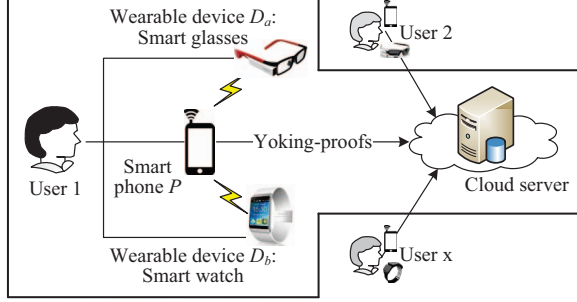 Wearable device Da:
Smart glasses
User 2
User 1
Smart
phone P
Yoking-proofs
Cloud server
Wearable device Db:
Smart watch
User x